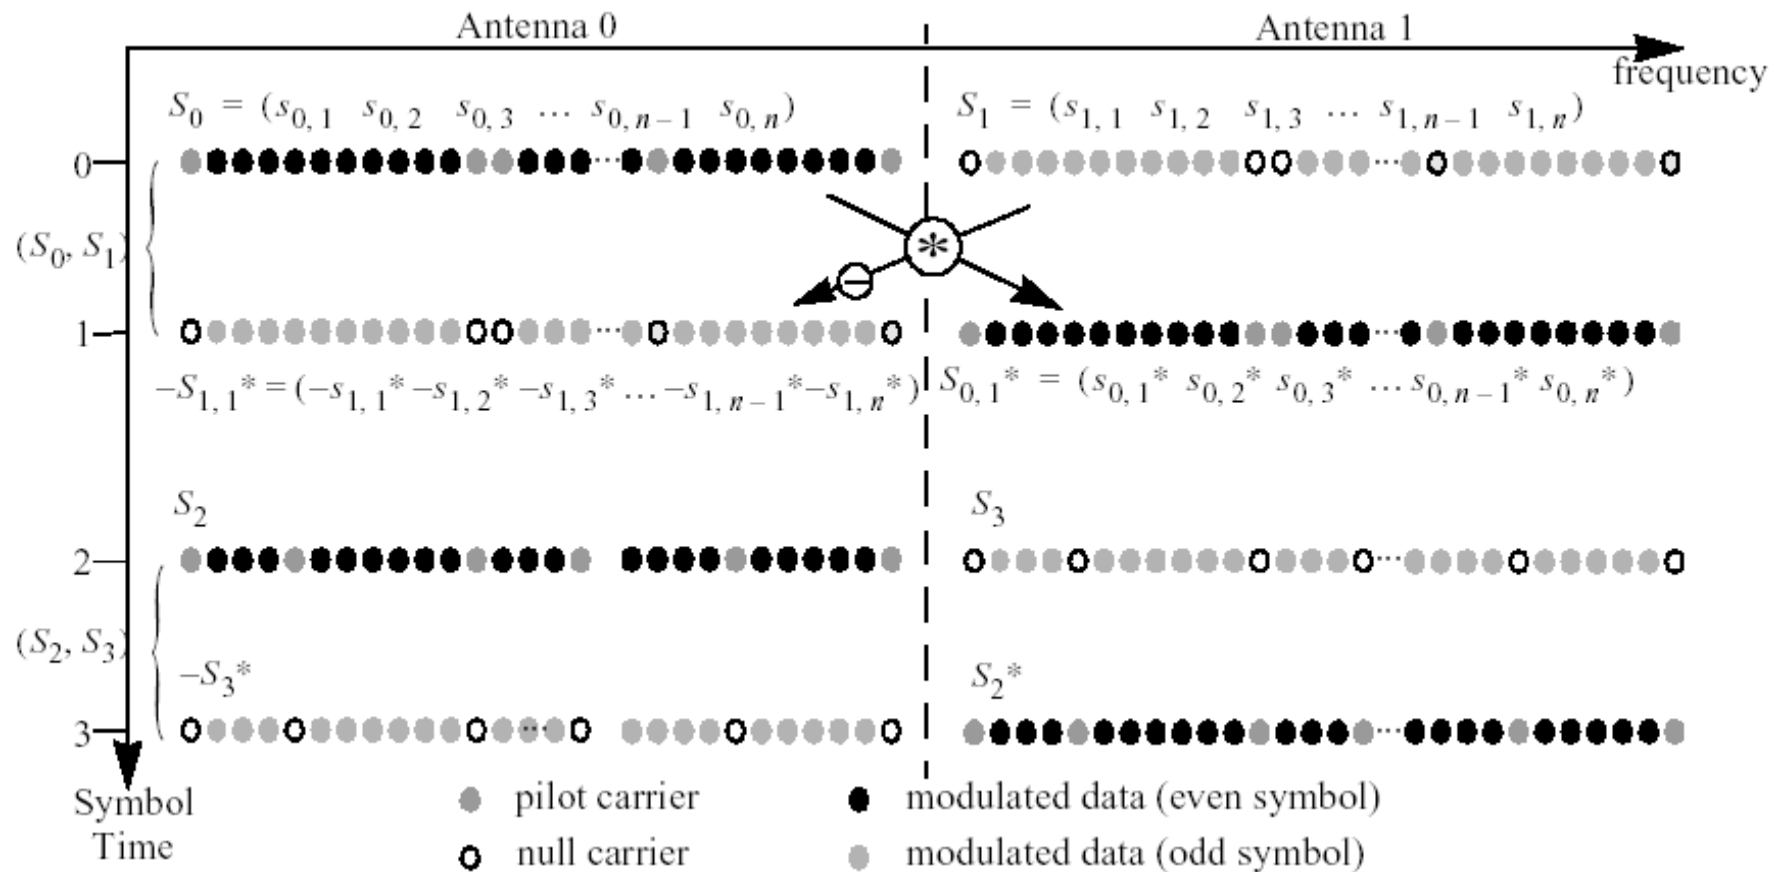 Antenna 0 Antenna 1
frequency
S0 = (s0, 1 s0, 2 s0, 3 ... s0, n – 1 s0, n) S1 = (s1, 1 s1, 2 s1, 3 ... s1, n – 1 s1, n)
0
(S0, S1) *
–
1
–S1, 1* = (–s1, 1* –s1, 2* –s1, 3* ... –s1, n – 1* –s1, n*) S0, 1* = (s0, 1* s0, 2* s0, 3* ... s0, n – 1* s0, n*)
S2 S3
2
(S2, S3)
–S3* S2*
3
Symbol
Time
pilot carrier modulated data (even symbol)
null carrier modulated data (odd symbol)